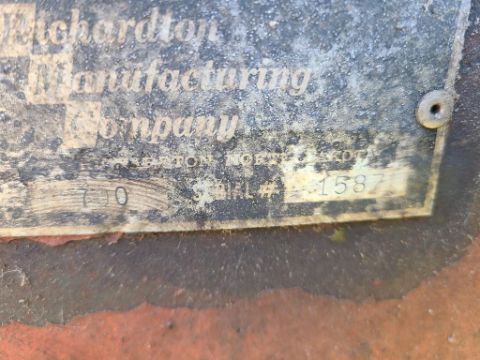 Richardton
Manufacturing
Company
NORTH
SERIAL # 1587